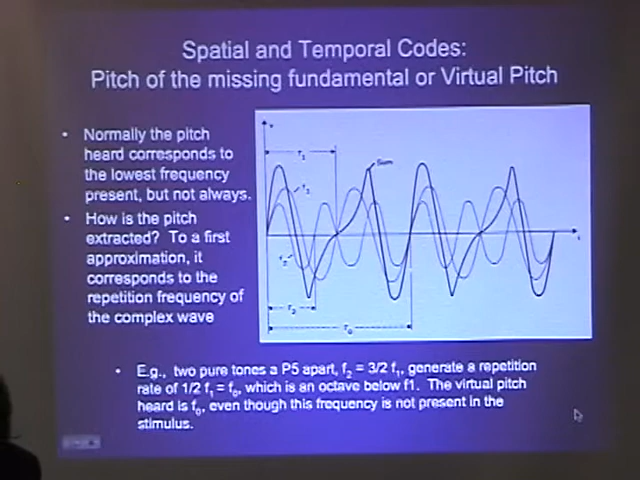 Spatial and Temporal Codes:
Pitch of the missing fundamental or Virtual Pitch
• Normally the pitch
heard corresponds to
the lowest frequency
present, but not always.
• How is the pitch
extracted? To a first
approximation, it
corresponds to the
repetition frequency of
the complex wave
Sum
• E.g., two pure tones a P5 apart, f₂ = 3/2 f₁, generate a repetition
rate of 1/2 f₁ = f₀, which is an octave below f1. The virtual pitch
heard is f₀, even though this frequency is not present in the
stimulus.